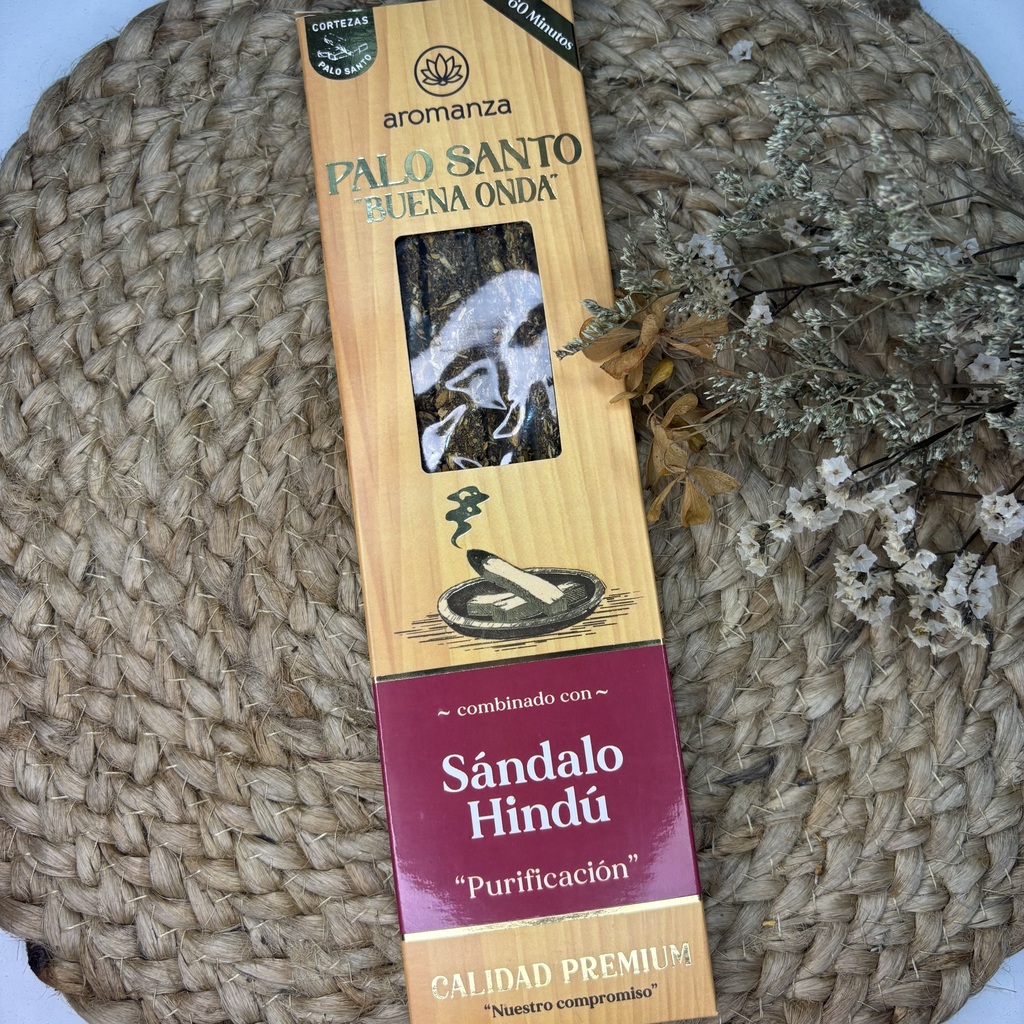 CORTEZAS
PALO SANTO
60 Minutos
aromanza
PALO SANTO
"BUENA ONDA"
~ combinado con ~
Sándalo
Hindú
"Purificación"
CALIDAD PREMIUM
"Nuestro compromiso"